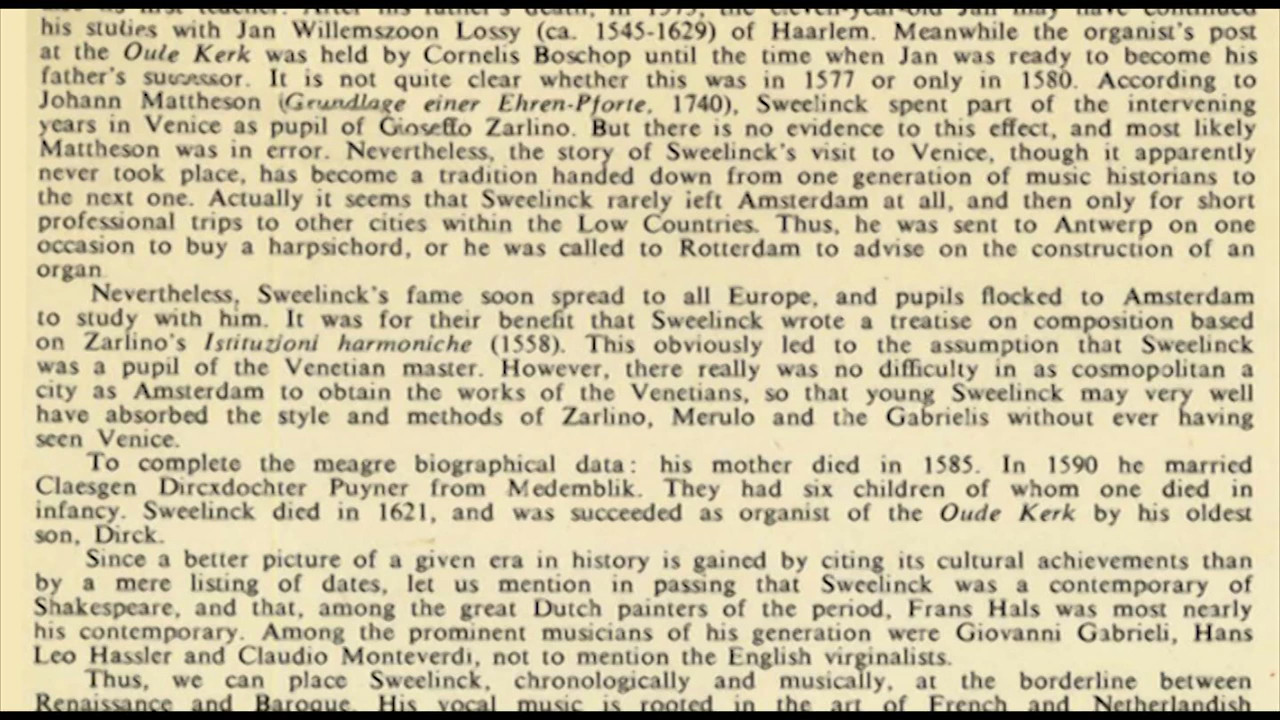 his studies with Jan Willemszoon Lossy (ca. 1545-1629) of Haarlem. Meanwhile the organist's post
at the Oude Kerk was held by Cornelis Boschop until the time when Jan was ready to become his
father's successor. It is not quite clear whether this was in 1577 or only in 1580. According to
Johann Mattheson (Grundlage einer Ehren-Pforte, 1740), Sweelinck spent part of the intervening
years in Venice as pupil of Gioseffo Zarlino. But there is no evidence to this effect, and most likely
Mattheson was in error. Nevertheless, the story of Sweelinck's visit to Venice, though it apparently
never took place, has become a tradition handed down from one generation of music historians to
the next one. Actually it seems that Sweelinck rarely left Amsterdam at all, and then only for short
professional trips to other cities within the Low Countries. Thus, he was sent to Antwerp on one
occasion to buy a harpsichord, or he was called to Rotterdam to advise on the construction of an
organ.
Nevertheless, Sweelinck's fame soon spread to all Europe, and pupils flocked to Amsterdam
to study with him. It was for their benefit that Sweelinck wrote a treatise on composition based
on Zarlino's Istituzioni harmoniche (1558). This obviously led to the assumption that Sweelinck
was a pupil of the Venetian master. However, there really was no difficulty in as cosmopolitan a
city as Amsterdam to obtain the works of the Venetians, so that young Sweelinck may very well
have absorbed the style and methods of Zarlino, Merulo and the Gabrielis without ever having
seen Venice.
To complete the meagre biographical data: his mother died in 1585. In 1590 he married
Claesgen Dircxdochter Puyner from Medemblik. They had six children of whom one died in
infancy. Sweelinck died in 1621, and was succeeded as organist of the Oude Kerk by his oldest
son, Dirck.
Since a better picture of a given era in history is gained by citing its cultural achievements than
by a mere listing of dates, let us mention in passing that Sweelinck was a contemporary of
Shakespeare, and that, among the great Dutch painters of the period, Frans Hals was most nearly
his contemporary. Among the prominent musicians of his generation were Giovanni Gabrieli, Hans
Leo Hassler and Claudio Monteverdi, not to mention the English virginalists.
Thus, we can place Sweelinck, chronologically and musically, at the borderline between
Renaissance and Baroque. His vocal music is rooted in the art of French and Netherlandish